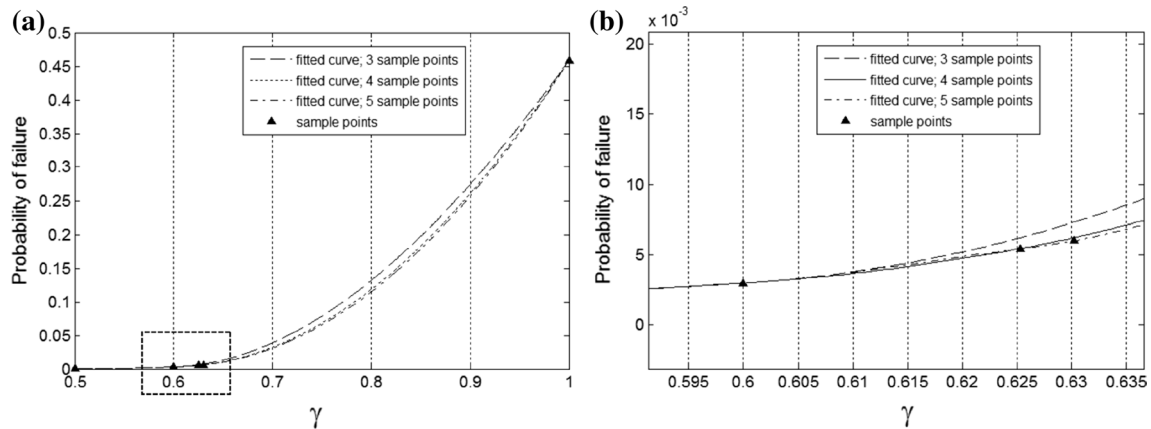 (a)
0.5
0.45
0.4
0.35
0.3
0.25
0.2
0.15
0.1
0.05
0
Probability of failure
fitted curve; 3 sample points
fitted curve; 4 sample points
fitted curve; 5 sample points
sample points
0.5 0.6 0.7 0.8 0.9 1
γ
(b)
x 10⁻³
20
15
10
5
0
Probability of failure
fitted curve; 3 sample points
fitted curve; 4 sample points
fitted curve; 5 sample points
sample points
0.595 0.6 0.605 0.61 0.615 0.62 0.625 0.63 0.635
γ